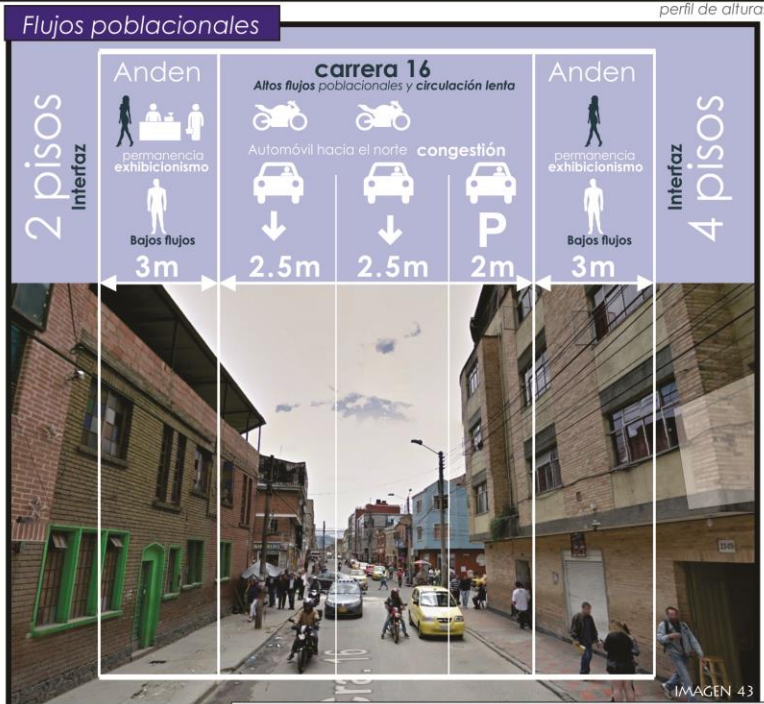 perfil de alturas
Flujos poblacionales
2 pisos
Interfaz
Anden
permanencia
exhibicionismo
Bajos flujos
3m
carrera 16
Altos flujos poblacionales y circulación lenta
Automóvil hacia el norte congestión
P
2.5m
2.5m
2m
Anden
permanencia
exhibicionismo
Bajos flujos
3m
Interfaz
4 pisos
Cra. 16
IMAGEN 43